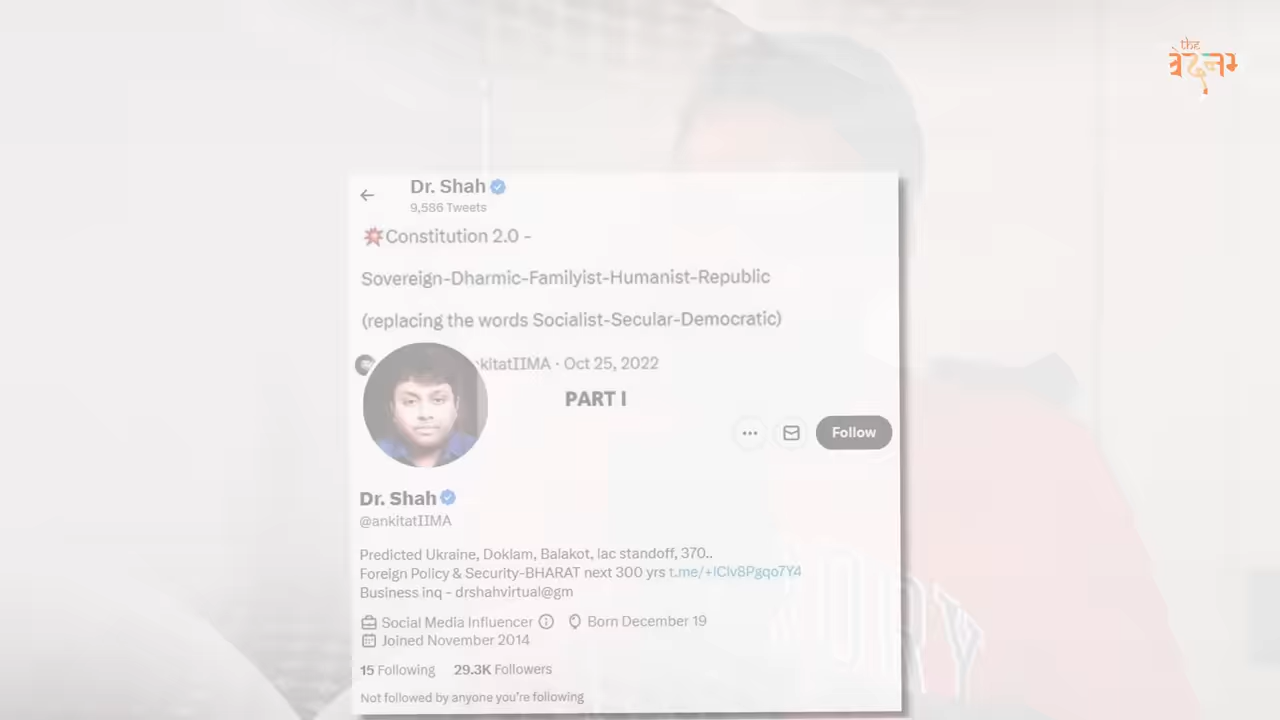 the
वेदनम
Dr. Shah
9,586 Tweets
💥Constitution 2.0 -
Sovereign-Dharmic-Familyist-Humanist-Republic
(replacing the words Socialist-Secular-Democratic)
kitatIIMA · Oct 25, 2022
PART I
Follow
Dr. Shah
@ankitatIIMA
Predicted Ukraine, Doklam, Balakot, lac standoff, 370..
Foreign Policy & Security-BHARAT next 300 yrs t.me/+IClv8Pgqo7Y4
Business inq - drshahvirtual@gm
Social Media Influencer Born December 19
Joined November 2014
15 Following 29.3K Followers
Not followed by anyone you're following